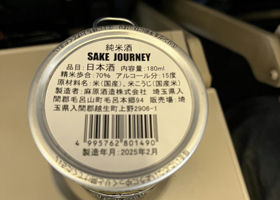 純米酒
SAKE JOURNEY
品目:日本酒 内容量:180ml
精米歩合:70% アルコール分:15度
原材料名:米(国産)、米こうじ(国産米)
製造者:麻原酒造株式会社 埼玉県入
間郡毛呂山町毛呂本郷94 販売場:埼玉
県入間郡越生町上野2906-1
4 995762 801490
製造年月:2025年2月